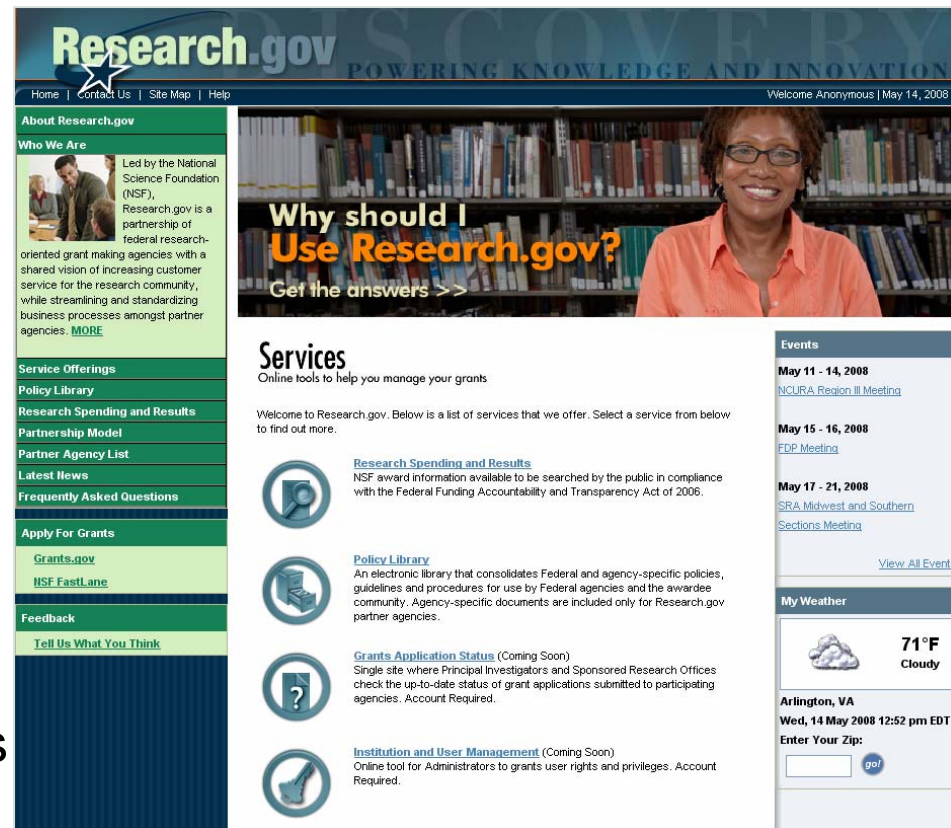 DISCOVERY
Research.gov
POWERING KNOWLEDGE AND INNOVATION
Home | Contact Us | Site Map | Help
Welcome Anonymous | May 14, 2008
About Research.gov
Who We Are
Led by the National
Science Foundation
(NSF),
Research.gov is a
partnership of
federal research-
oriented grant making agencies with a
shared vision of increasing customer
service for the research community,
while streamlining and standardizing
business processes amongst partner
agencies. MORE
Service Offerings
Policy Library
Research Spending and Results
Partnership Model
Partner Agency List
Latest News
Frequently Asked Questions
Apply For Grants
Grants.gov
NSF FastLane
Feedback
Tell Us What You Think
s
Why should I
Use Research.gov?
Get the answers >>
Services
Online tools to help you manage your grants
Welcome to Research.gov. Below is a list of services that we offer. Select a service from below
to find out more.
Research Spending and Results
NSF award information available to be searched by the public in compliance
with the Federal Funding Accountability and Transparency Act of 2006.
Policy Library
An electronic library that consolidates Federal and agency-specific policies,
guidelines and procedures for use by Federal agencies and the awardee
community. Agency-specific documents are included only for Research.gov
partner agencies.
?
Grants Application Status (Coming Soon)
Single site where Principal Investigators and Sponsored Research Offices
check the up-to-date status of grant applications submitted to participating
agencies. Account Required.
Institution and User Management (Coming Soon)
Online tool for Administrators to grants user rights and privileges. Account
Required.
Events
May 11 - 14, 2008
NCURA Region III Meeting
May 15 - 16, 2008
FDP Meeting
May 17 - 21, 2008
SRA Midwest and Southern
Sections Meeting
View All Event
My Weather
71°F
Cloudy
Arlington, VA
Wed, 14 May 2008 12:52 pm EDT
Enter Your Zip:
go!